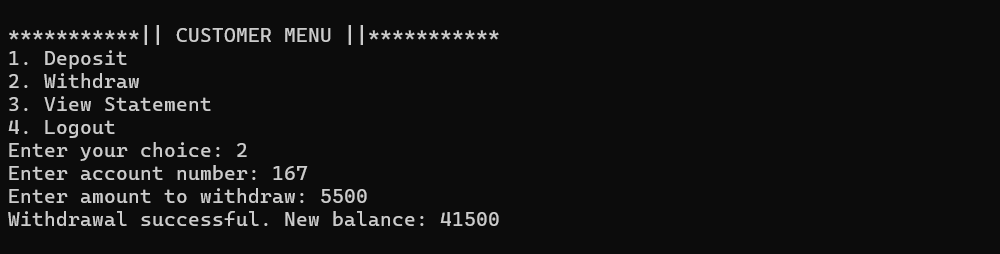 ***********|| CUSTOMER MENU ||***********
1. Deposit
2. Withdraw
3. View Statement
4. Logout
Enter your choice: 2
Enter account number: 167
Enter amount to withdraw: 5500
Withdrawal successful. New balance: 41500